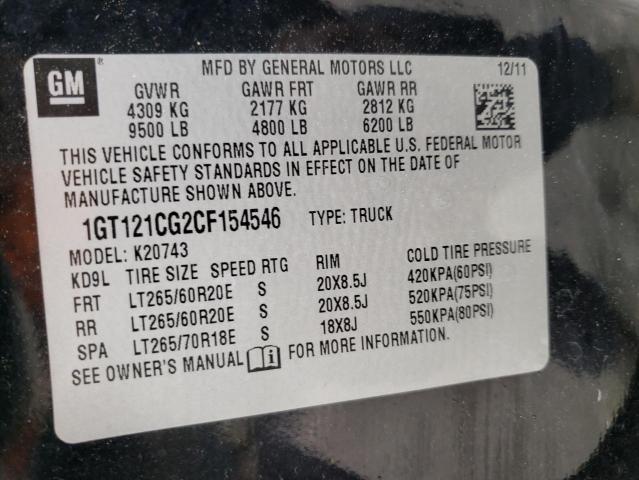 GM ®
MFD BY GENERAL MOTORS LLC 12/11
GVWR GAWR FRT GAWR RR
4309 KG 2177 KG 2812 KG
9500 LB 4800 LB 6200 LB
THIS VEHICLE CONFORMS TO ALL APPLICABLE U.S. FEDERAL MOTOR
VEHICLE SAFETY STANDARDS IN EFFECT ON THE DATE OF
MANUFACTURE SHOWN ABOVE.
1GT121CG2CF154546 TYPE: TRUCK
MODEL: K20743
KD9L TIRE SIZE SPEED RTG RIM COLD TIRE PRESSURE
FRT LT265/60R20E S 20X8.5J 420KPA(60PSI)
RR LT265/60R20E S 20X8.5J 520KPA(75PSI)
SPA LT265/70R18E S 18X8J 550KPA(80PSI)
SEE OWNER'S MANUAL i FOR MORE INFORMATION.